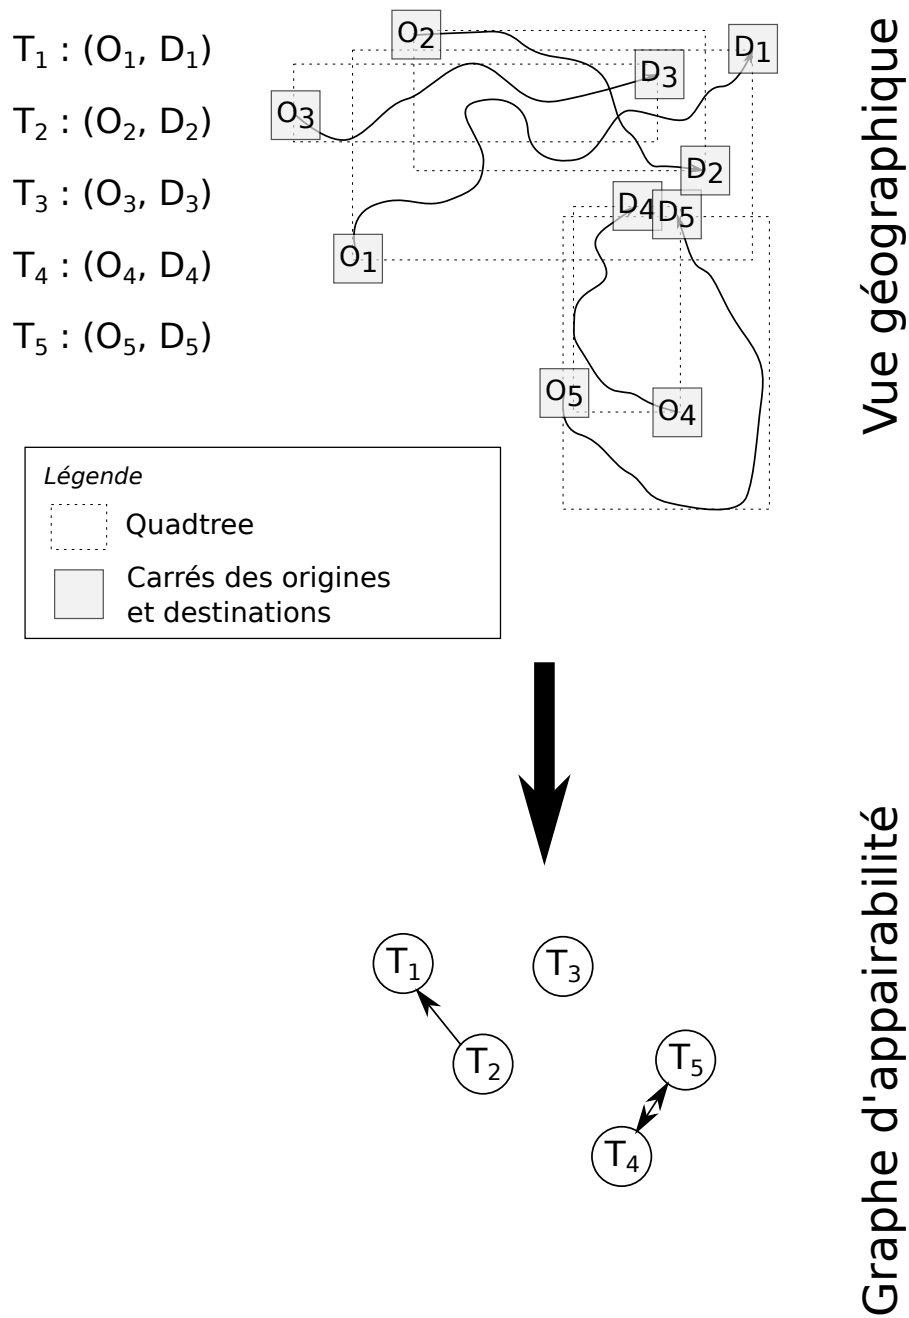 T1 : (O1, D1)
T2 : (O2, D2)
T3 : (O3, D3)
T4 : (O4, D4)
T5 : (O5, D5)
O2
D1
D3
O3
D2
D4
D5
O1
O5
O4
Vue géographique
Légende
Quadtree
Carrés des origines
et destinations
T1
T3
T2
T5
T4
Graphe d'appairabilité